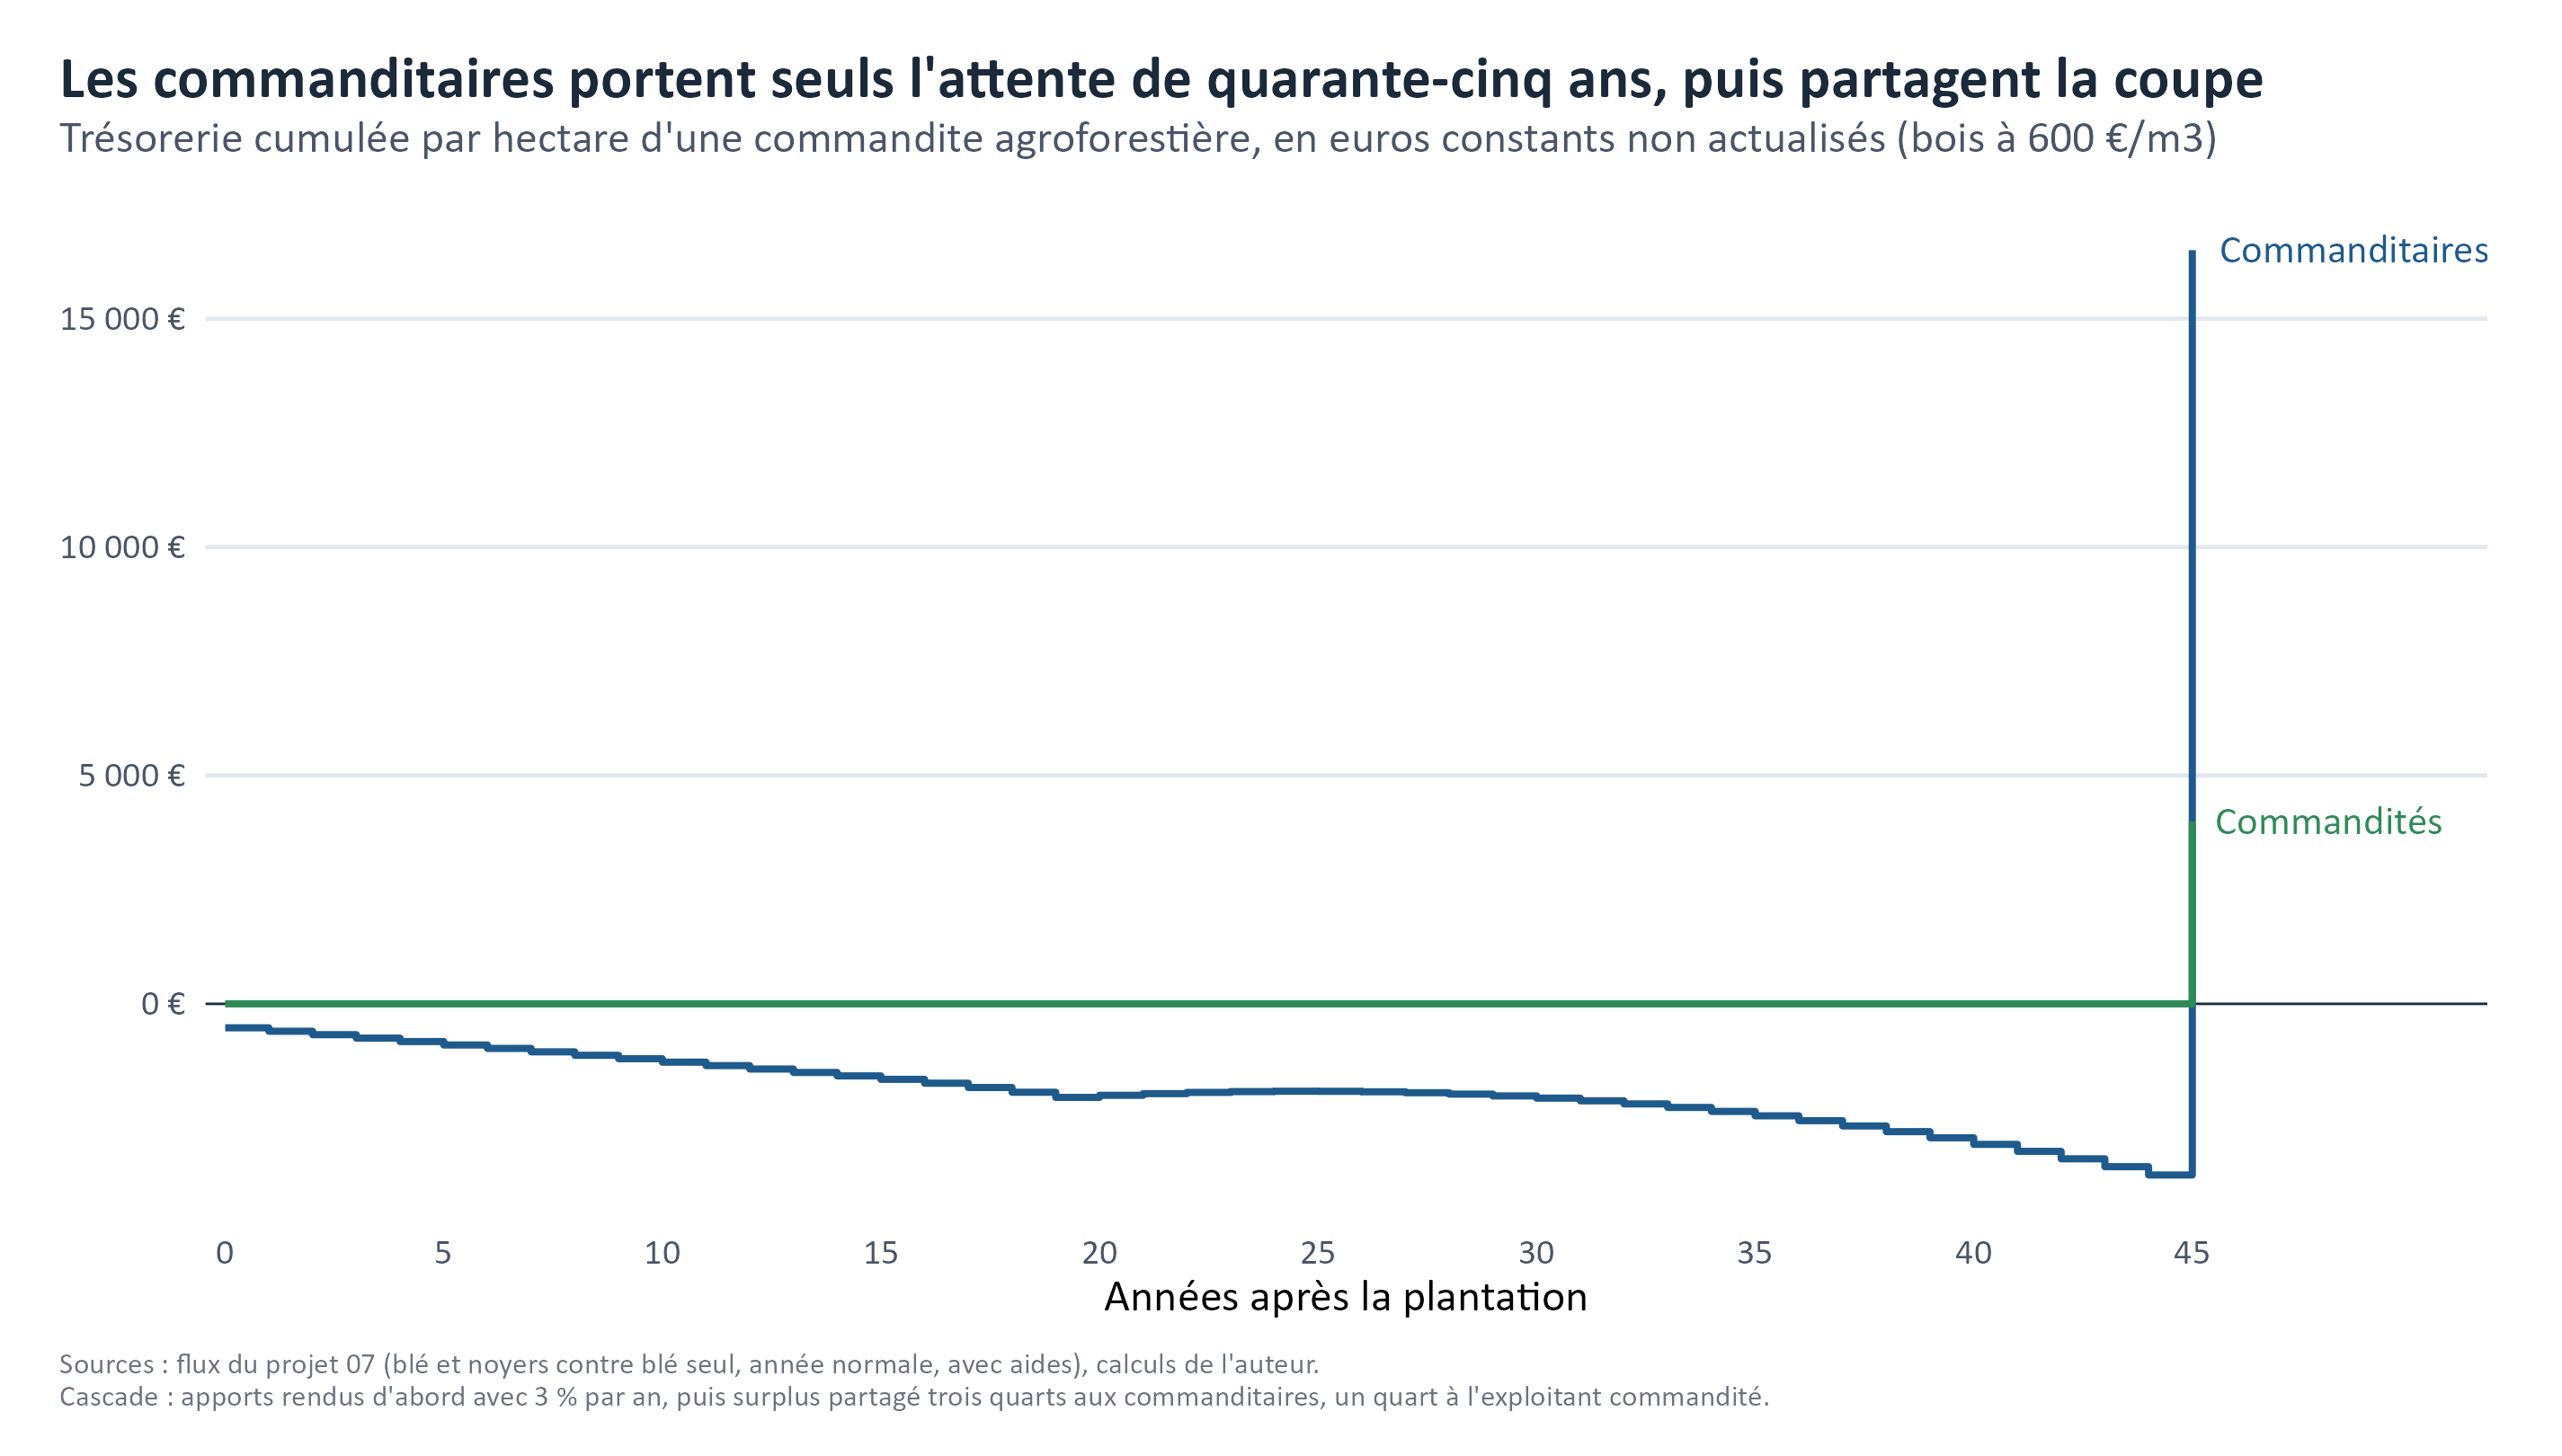 Les commanditaires portent seuls l'attente de quarante-cinq ans, puis partagent la coupe
Trésorerie cumulée par hectare d'une commandite agroforestière, en euros constants non actualisés (bois à 600 €/m3)
Commanditaires
15 000 €
10 000 €
5 000 €
Commandités
0 €
0 5 10 15 20 25 30 35 40 45
Années après la plantation
Sources : flux du projet 07 (blé et noyers contre blé seul, année normale, avec aides), calculs de l'auteur.
Cascade : apports rendus d'abord avec 3 % par an, puis surplus partagé trois quarts aux commanditaires, un quart à l'exploitant commandité.